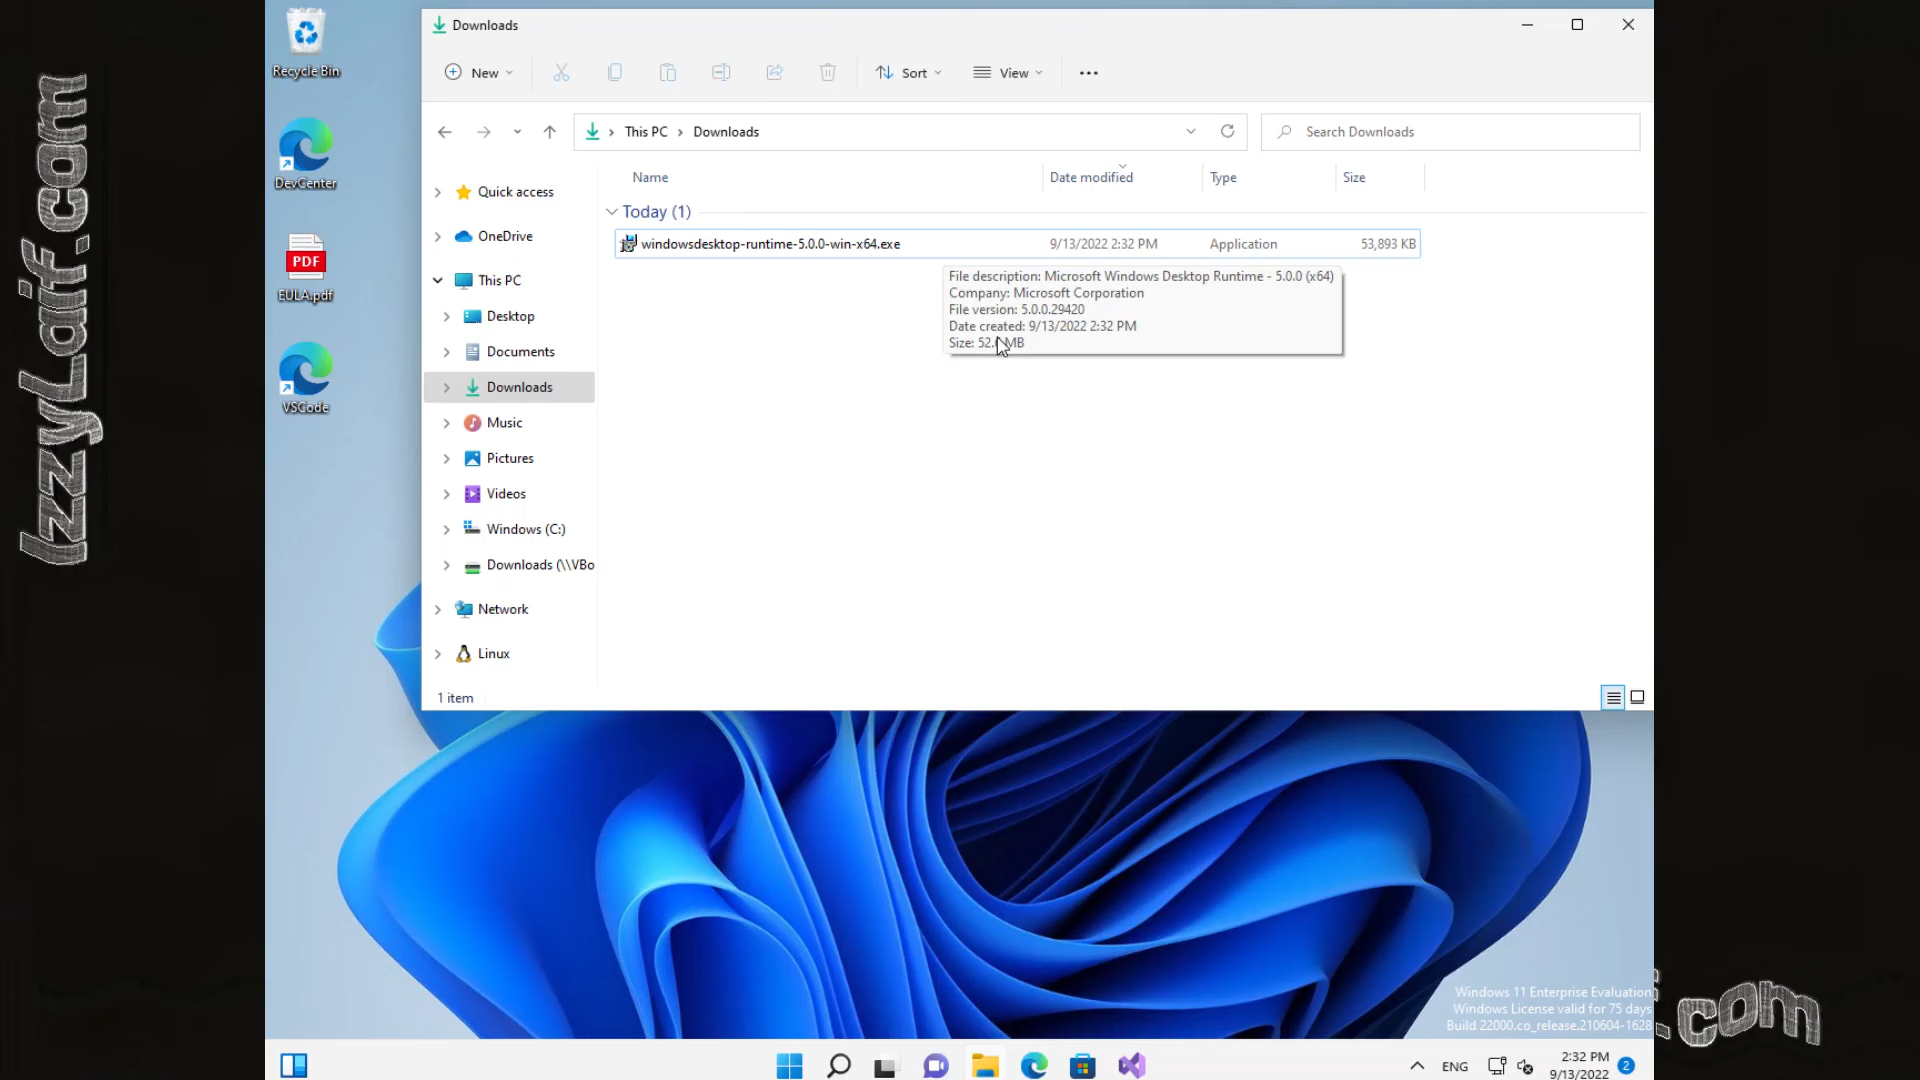 IzzyLaif.com
Recycle Bin
DevCenter
PDF
EULA.pdf
VSCode
Downloads
New
Sort
View
This PC
Downloads
Search Downloads
Name
Date modified
Type
Size
Quick access
OneDrive
This PC
Desktop
Documents
Downloads
Music
Pictures
Videos
Windows (C:)
Downloads (\\VBo
Network
Linux
Today (1)
windowsdesktop-runtime-5.0.0-win-x64.exe
9/13/2022 2:32 PM
Application
53,893 KB
File description: Microsoft Windows Desktop Runtime - 5.0.0 (x64)
Company: Microsoft Corporation
File version: 5.0.0.29420
Date created: 9/13/2022 2:32 PM
Size: MB
1 item
Windows 11 Enterprise Evaluation
Windows License valid for 75 days
Build 22000.co_release.210604-1628
.com
ENG
2:32 PM
9/13/2022
2